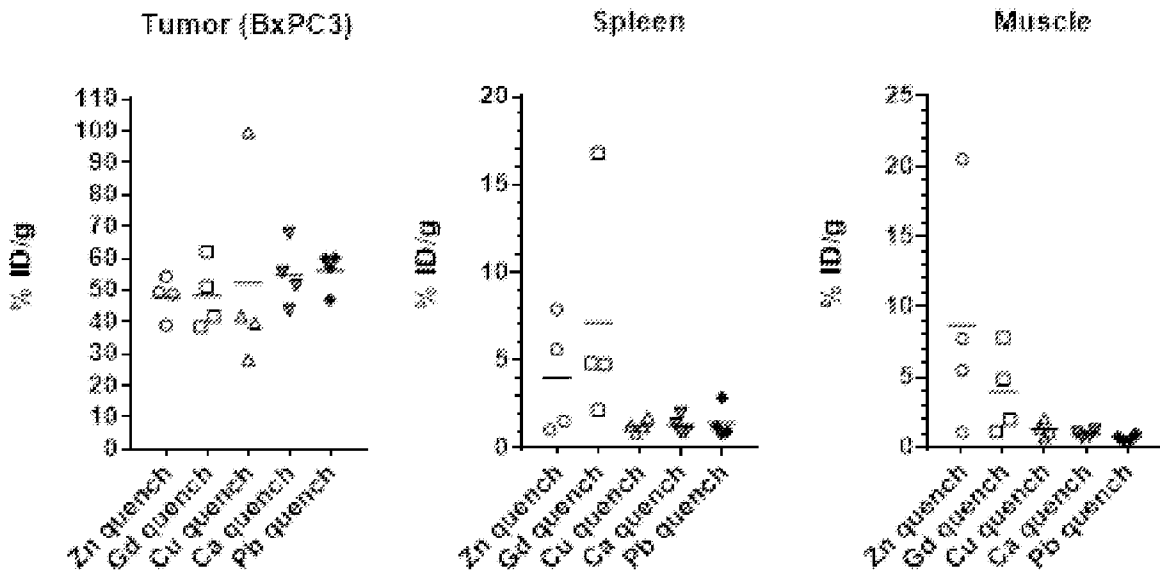 Tumor (BxPC3)
% ID/g
110
100
90
80
70
60
50
40
30
20
10
0
Zn quench
Gd quench
Cu quench
Ca quench
Pb quench
Spleen
% ID/g
20
15
10
5
0
Zn quench
Gd quench
Cu quench
Ca quench
Pb quench
Muscle
% ID/g
25
20
15
10
5
0
Zn quench
Gd quench
Cu quench
Ca quench
Pb quench